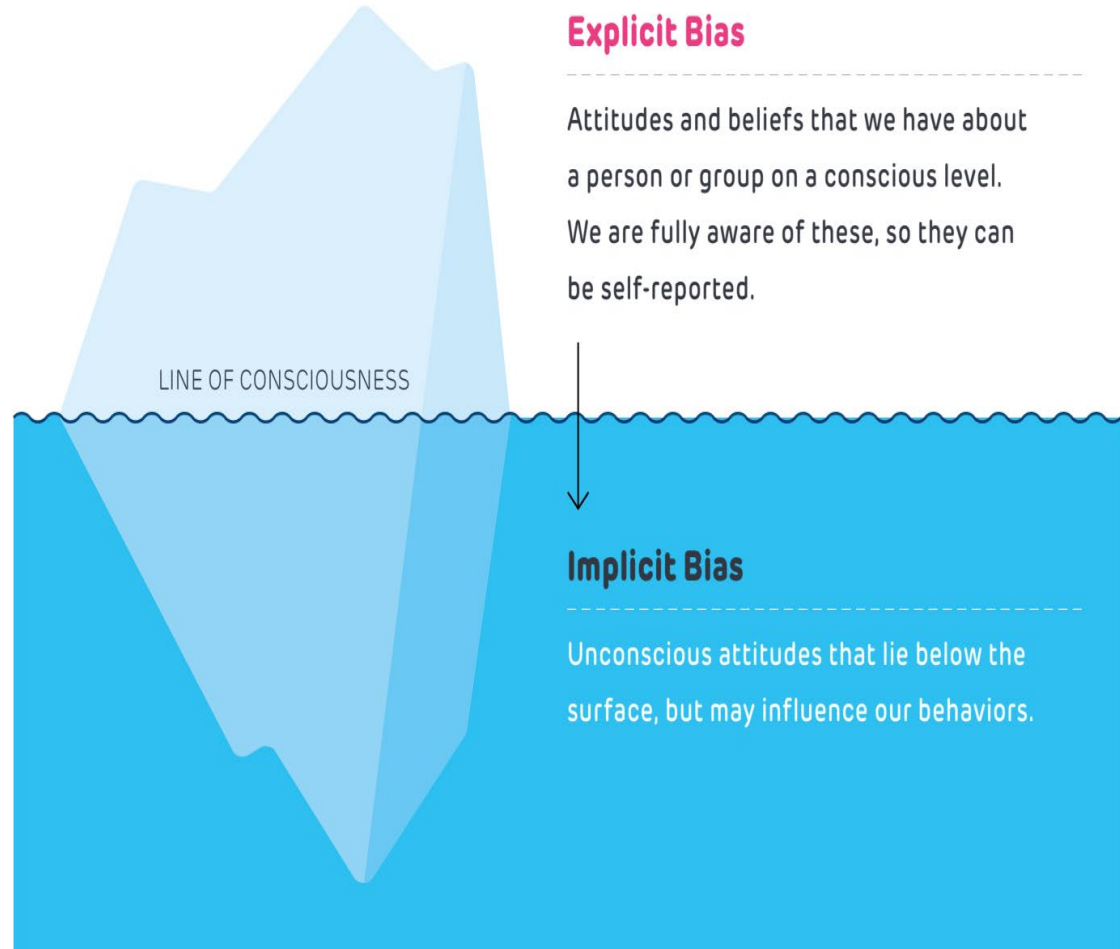 Explicit Bias
Attitudes and beliefs that we have about
a person or group on a conscious level.
We are fully aware of these, so they can
be self-reported.
LINE OF CONSCIOUSNESS
Implicit Bias
Unconscious attitudes that lie below the
surface, but may influence our behaviors.